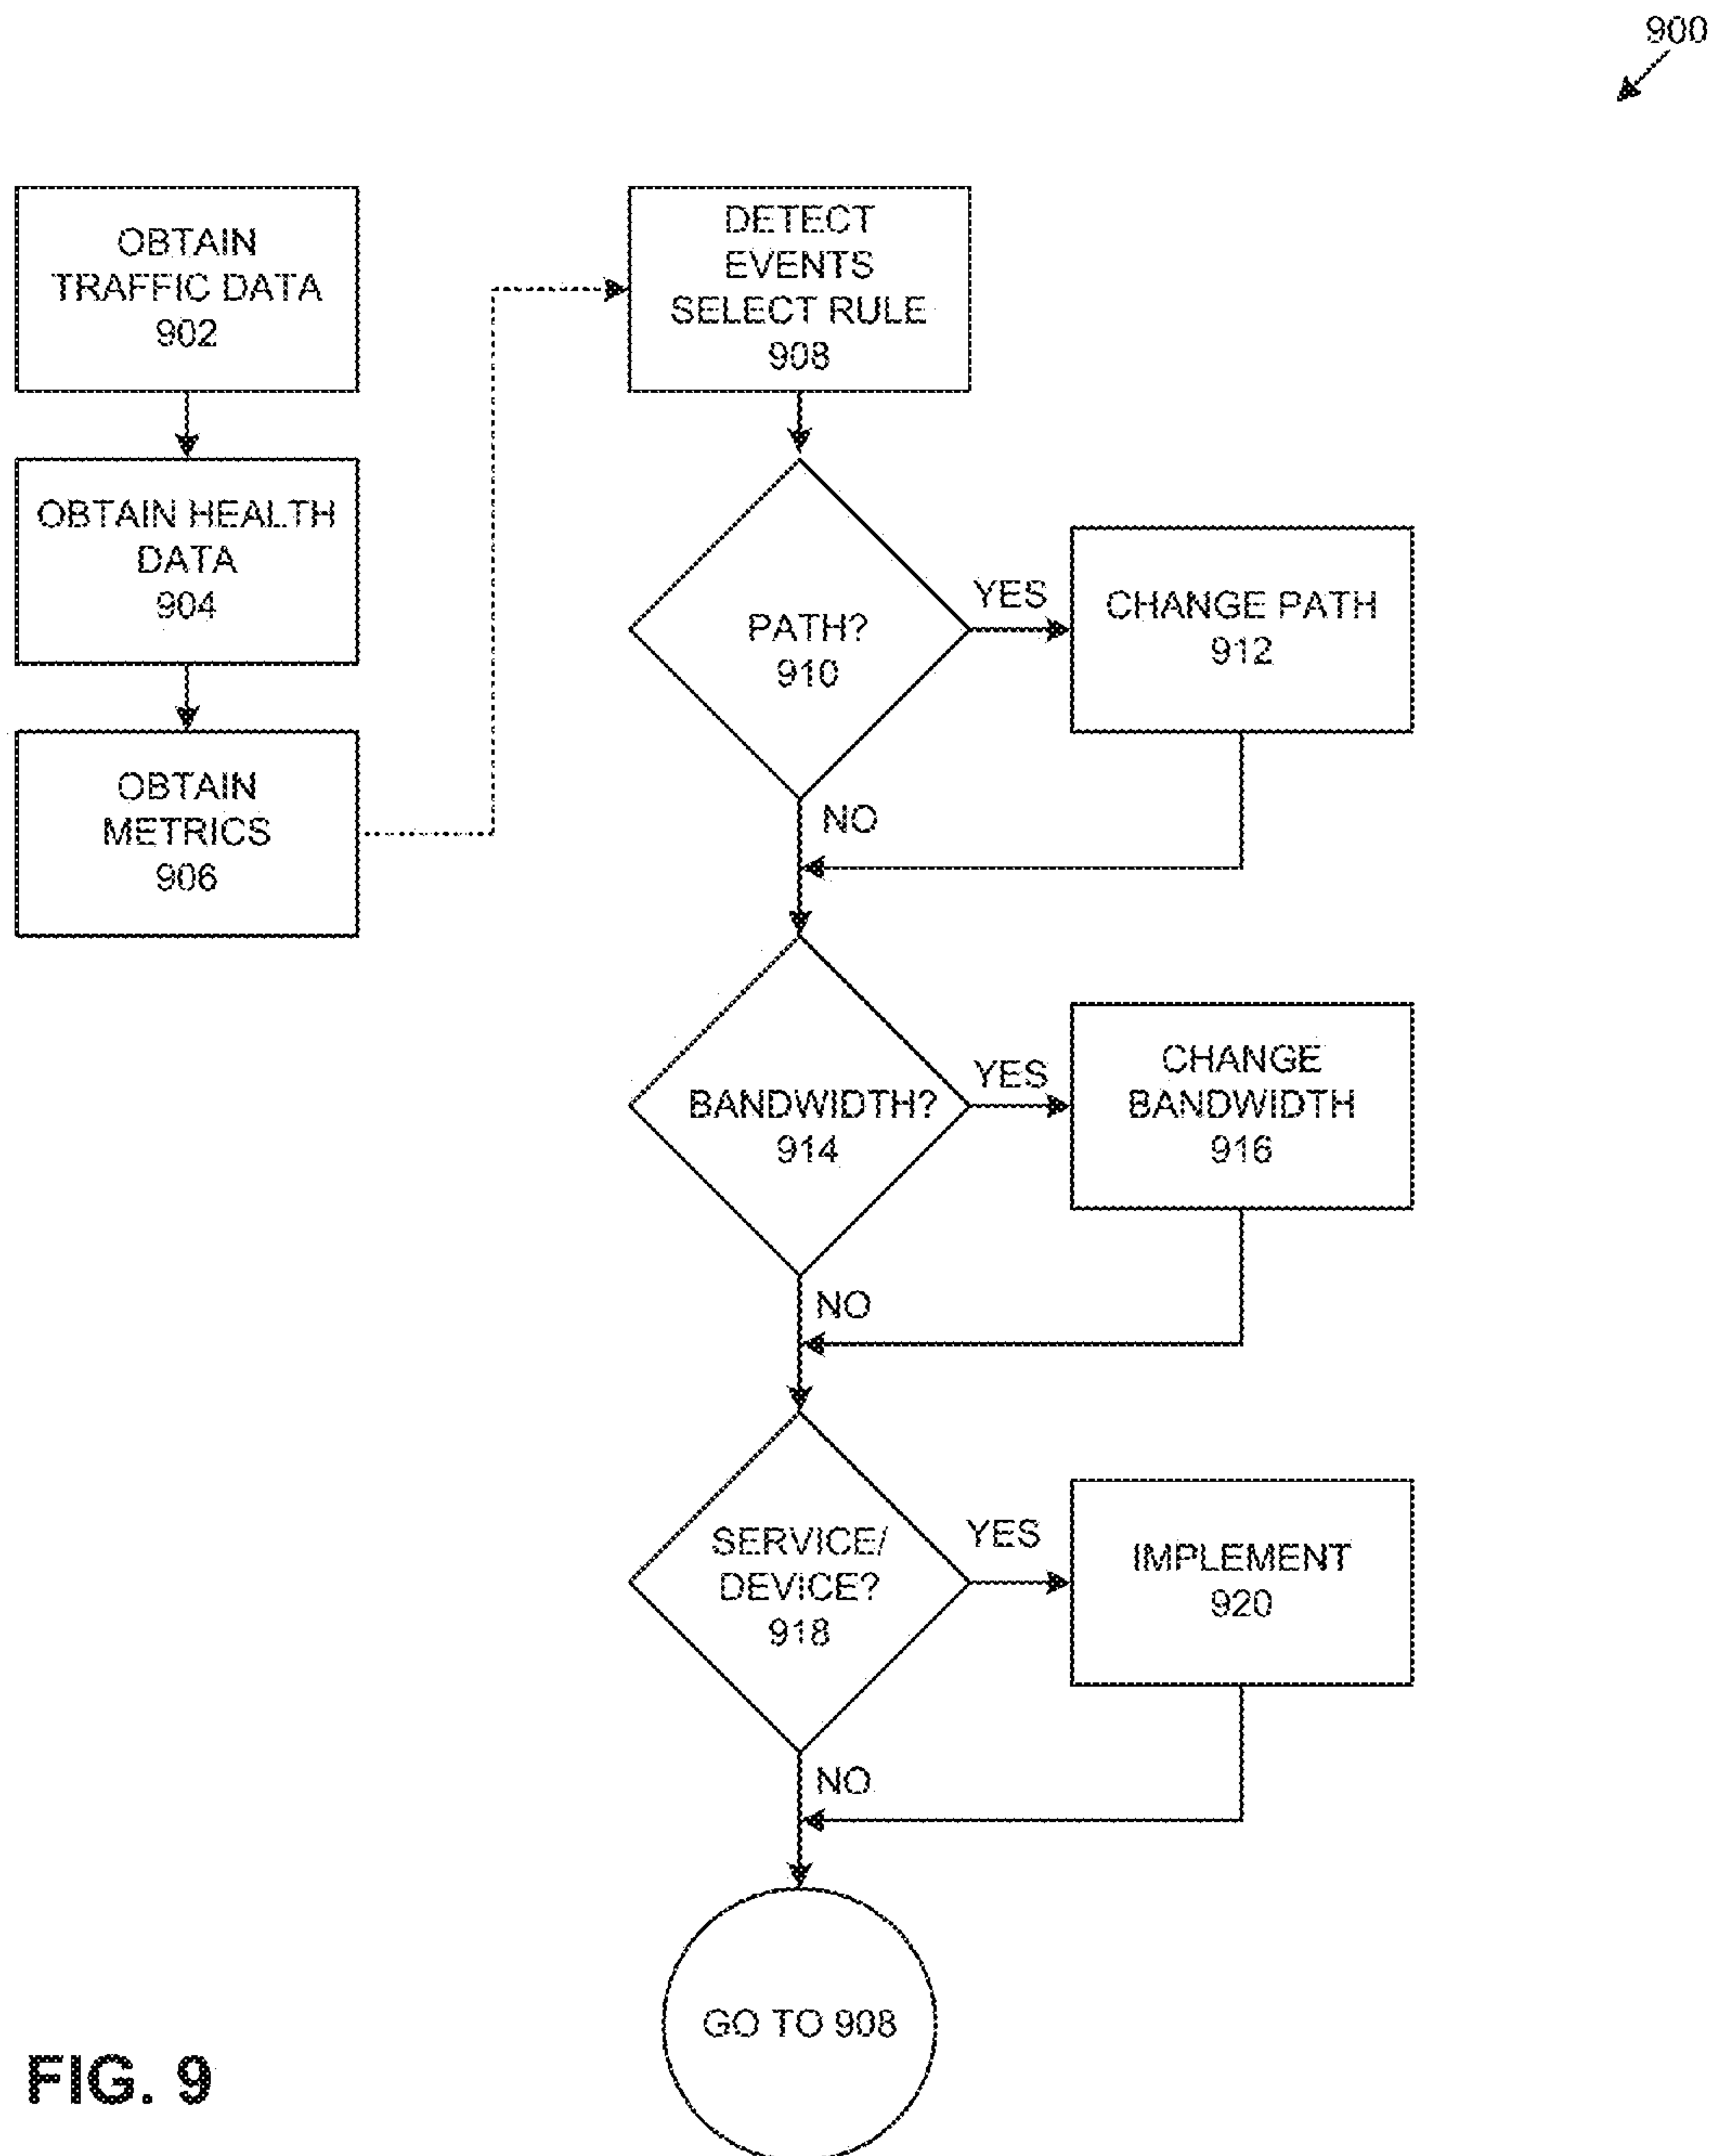 900
OBTAIN
TRAFFIC DATA
902
OBTAIN HEALTH
DATA
904
OBTAIN
METRICS
906
DETECT
EVENTS
SELECT RULE
908
PATH?
910
YES
CHANGE PATH
912
NO
BANDWIDTH?
914
YES
CHANGE
BANDWIDTH
916
NO
SERVICE/
DEVICE?
918
YES
IMPLEMENT
920
NO
GO TO 908
FIG. 9